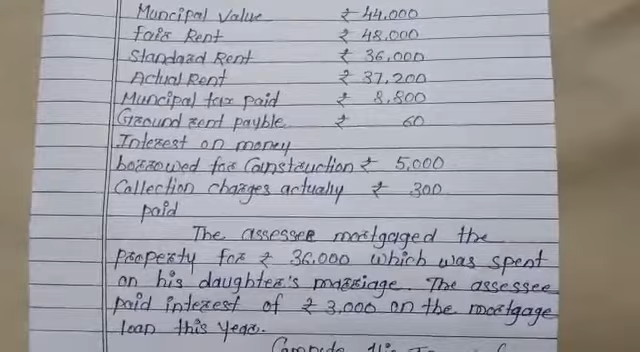 Muncipal Value ₹ 44,000
Fair Rent ₹ 48,000
Standard Rent ₹ 36,000
Actual Rent ₹ 37,200
Muncipal tax paid ₹ 8,800
Ground rent payble ₹ 60
Interest on money
borrowed for Construction ₹ 5,000
Collection charges actually ₹ 300
paid
The assessee mortgaged the
property for ₹ 36,000 which was spent
on his daughter's marriage. The assessee
paid interest of ₹ 3,000 on the mortgage
loan this year.
Compute